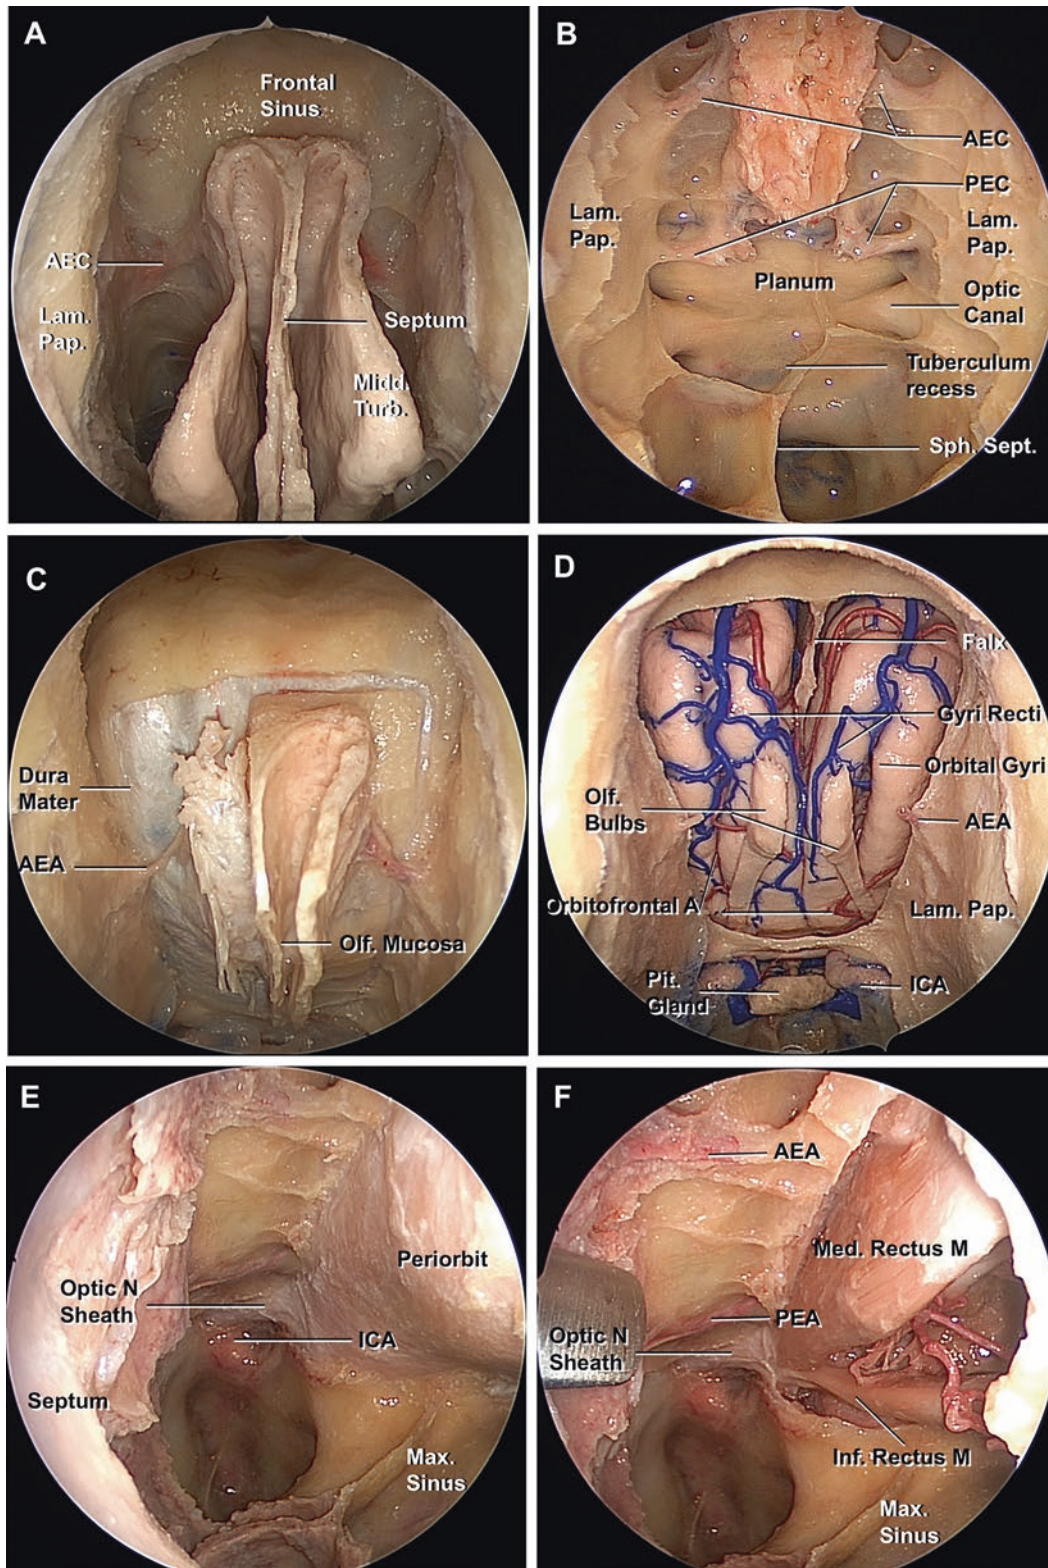 A
Frontal
Sinus
AEC
Lam.
Pap.
Septum
Midd.
Turb.
B
AEC
PEC
Lam.
Pap.
Lam.
Pap.
Planum
Optic
Canal
Tuberculum
recess
Sph. Sept.
C
Dura
Mater
AEA
Olf. Mucosa
D
Falx
Gyri Recti
Orbital Gyri
Olf.
Bulbs
AEA
Orbitofrontal A
Lam. Pap.
Pit.
Gland
ICA
E
Periorbit
Optic N
Sheath
ICA
Septum
Max.
Sinus
F
AEA
Med. Rectus M
PEA
Optic N
Sheath
Inf. Rectus M
Max.
Sinus